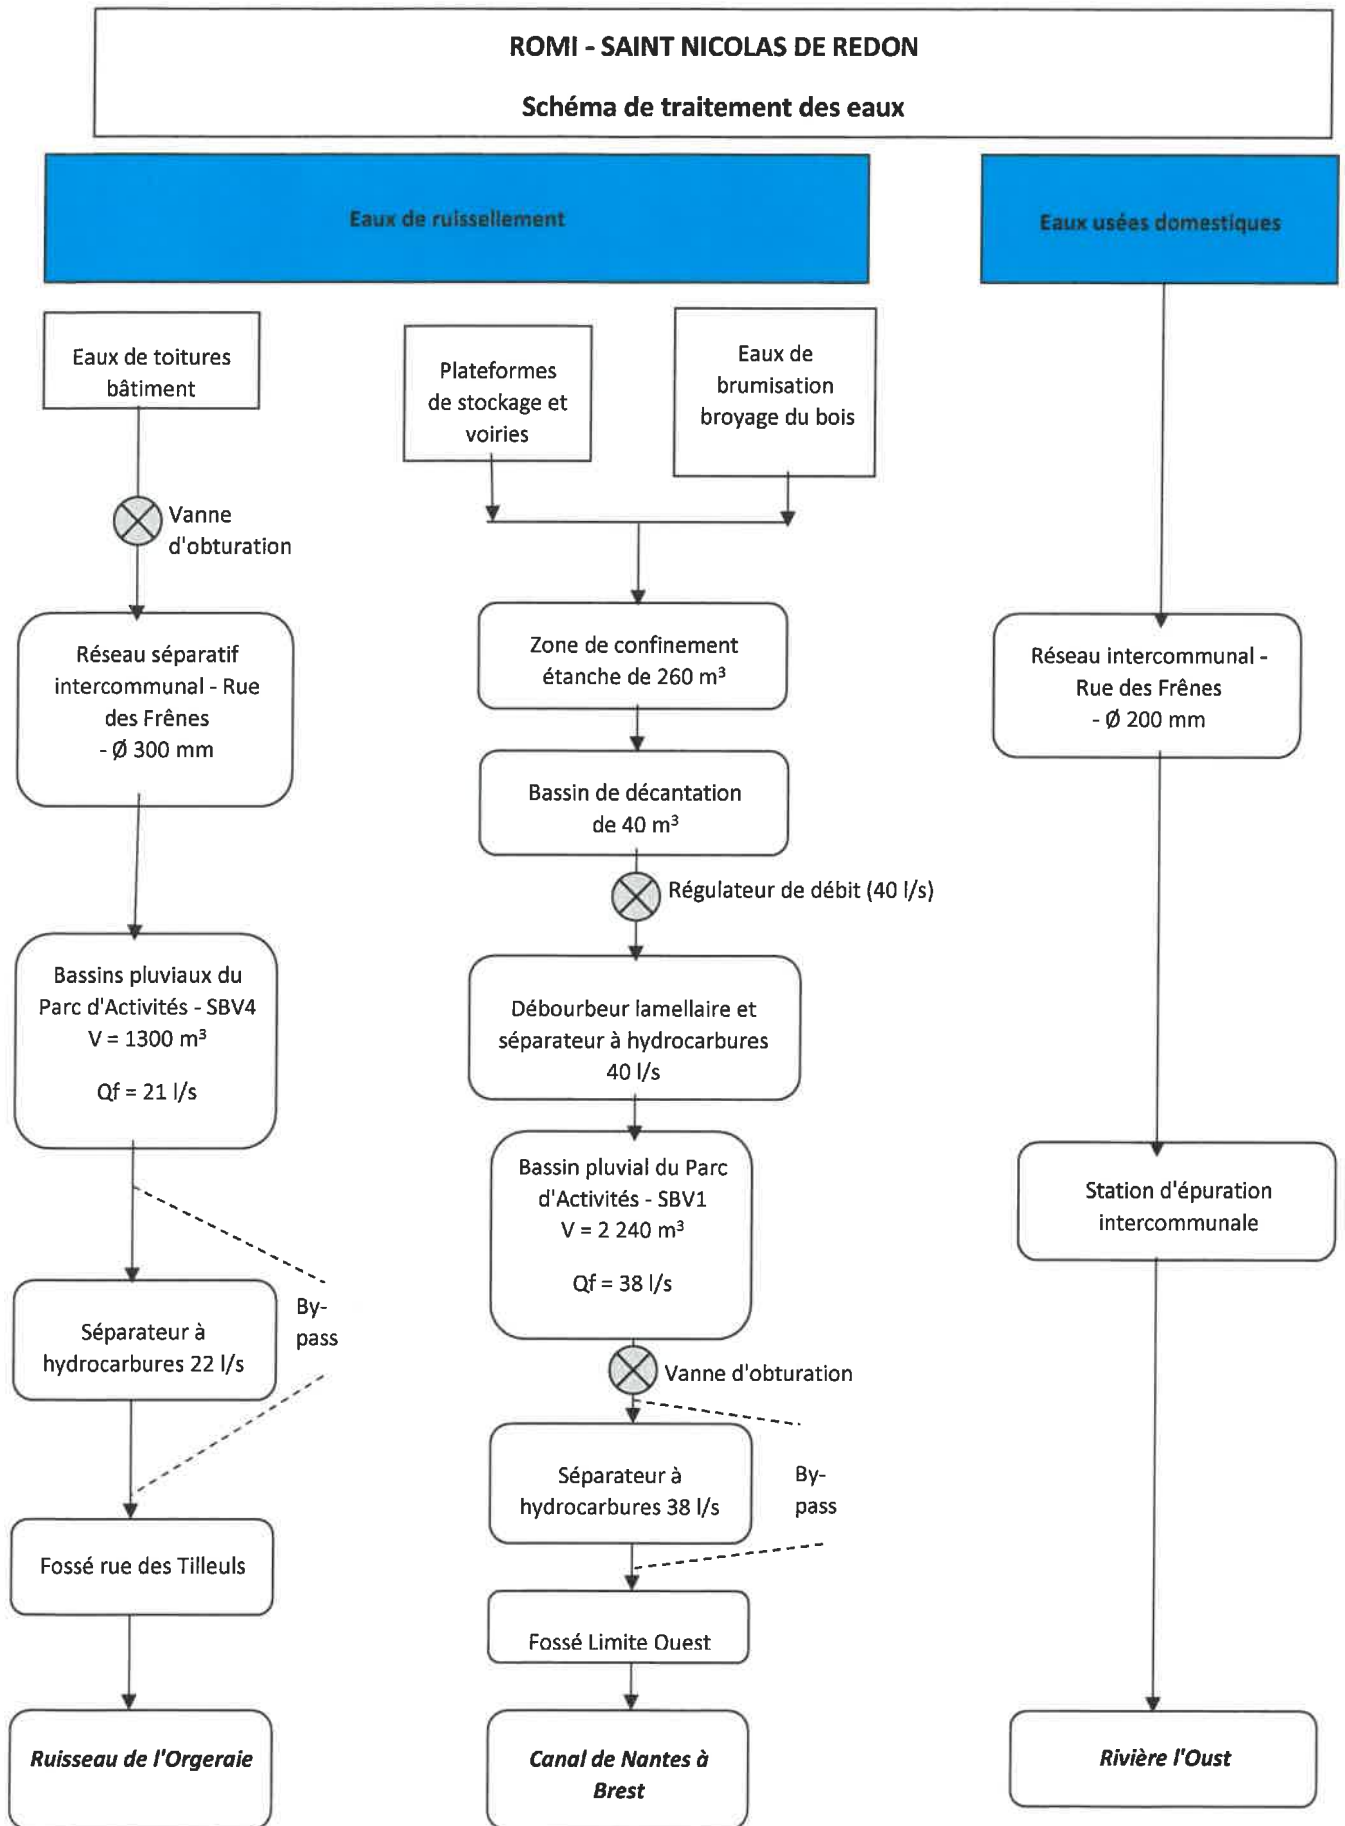 ROMI - SAINT NICOLAS DE REDON
Schéma de traitement des eaux
Eaux de ruissellement
Eaux usées domestiques
Eaux de toitures
bâtiment
Plateformes
de stockage et
voiries
Eaux de
brumisation
broyage du bois
Vanne
d'obturation
Réseau séparatif
intercommunal - Rue
des Frênes
- Ø 300 mm
Zone de confinement
étanche de 260 m³
Réseau intercommunal -
Rue des Frênes
- Ø 200 mm
Bassin de décantation
de 40 m³
Régulateur de débit (40 l/s)
Bassins pluviaux du
Parc d'Activités - SBV4
V = 1300 m³
Qf = 21 l/s
Débourbeur lamellaire et
séparateur à hydrocarbures
40 l/s
Bassin pluvial du Parc
d'Activités - SBV1
V = 2 240 m³
Qf = 38 l/s
Station d'épuration
intercommunale
Séparateur à
hydrocarbures 22 l/s
By-
pass
Vanne d'obturation
Séparateur à
hydrocarbures 38 l/s
By-
pass
Fossé rue des Tilleuls
Fossé Limite Ouest
Ruisseau de l'Orgeraie
Canal de Nantes à
Brest
Rivière l'Oust